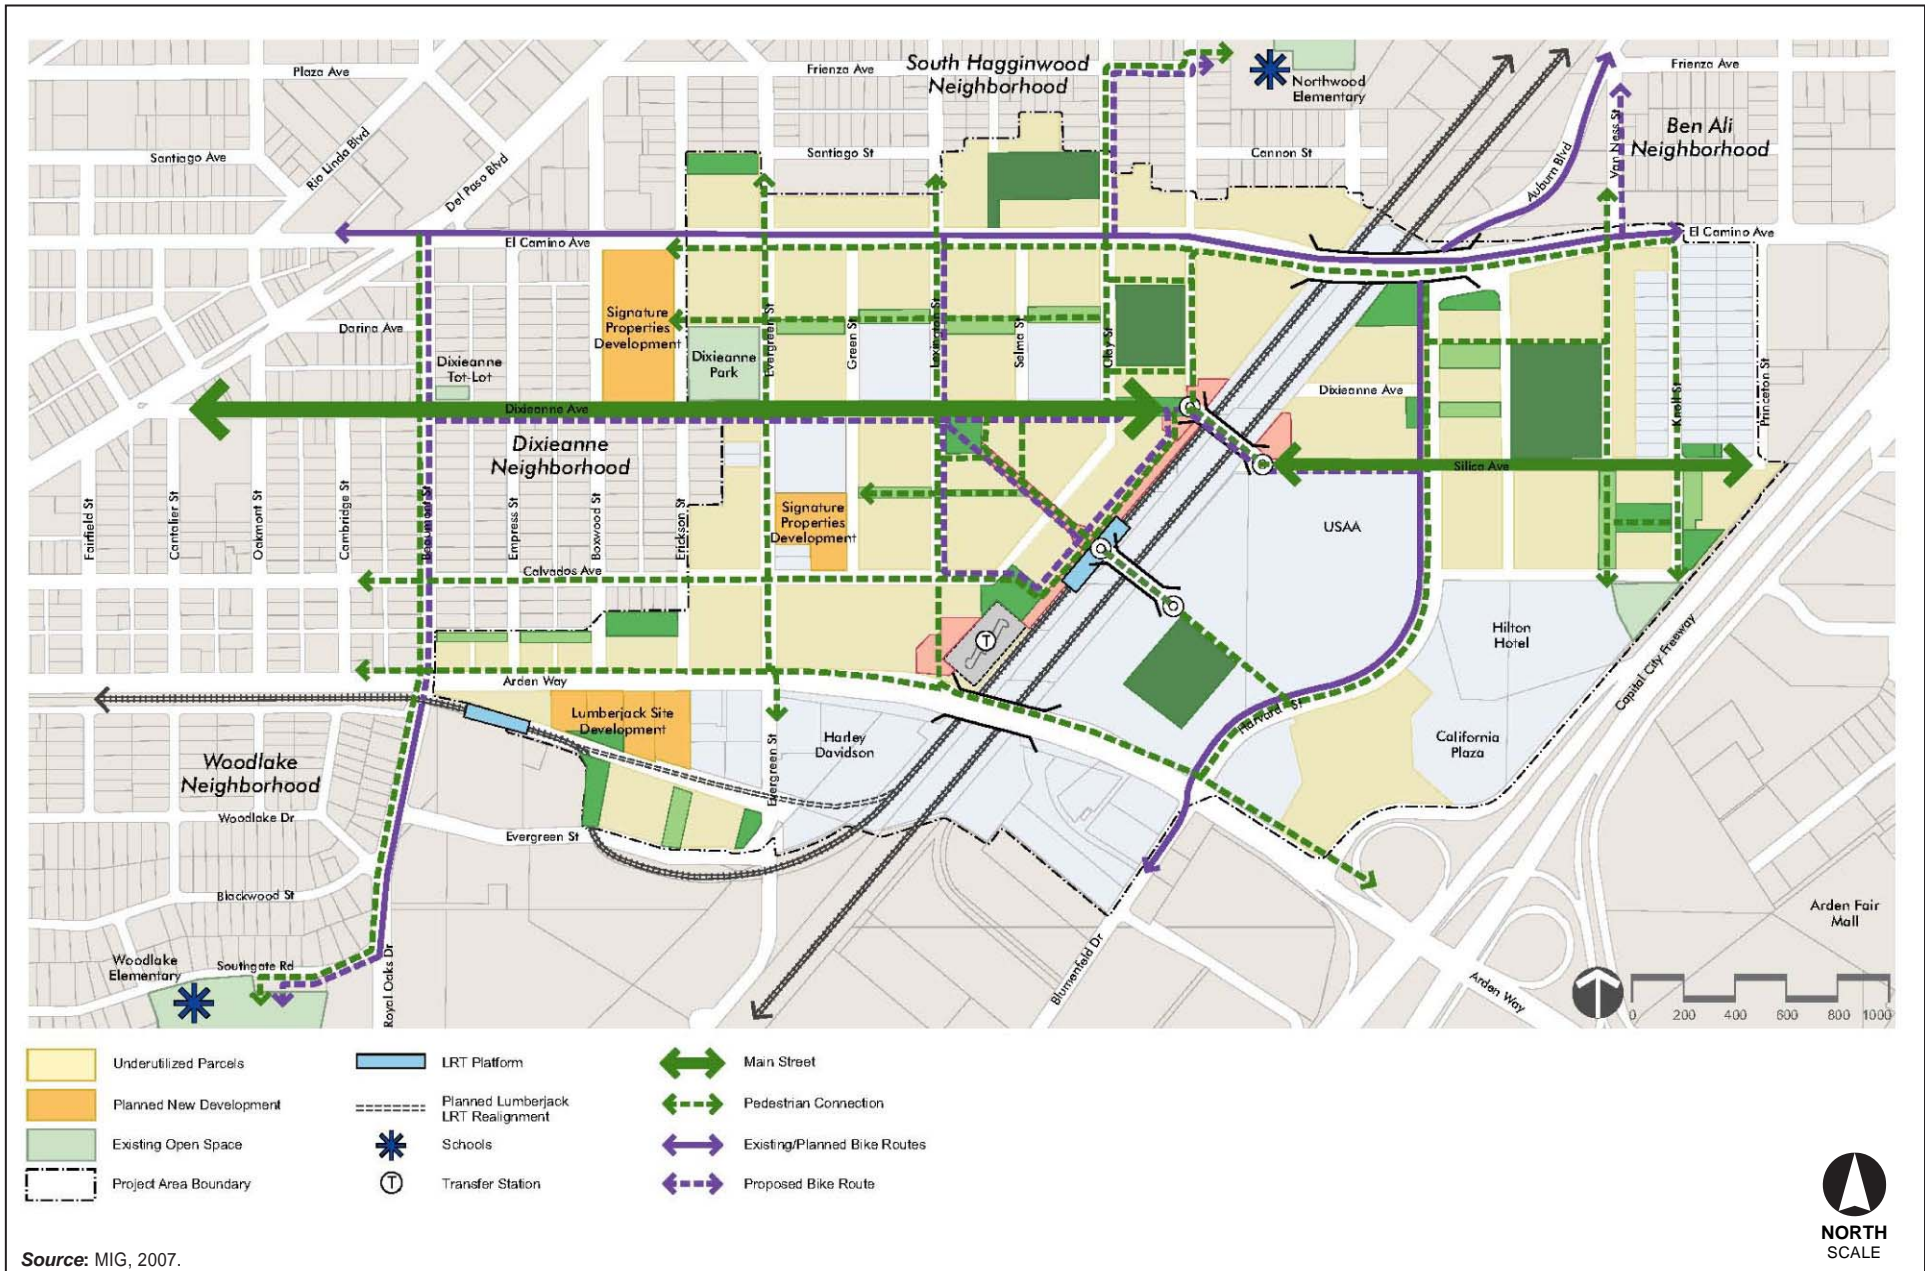 Plaza Ave
Frienza Ave
South Hagginwood
Neighborhood
Northwood
Elementary
Frienza Ave
Santiago Ave
Rio Linda Blvd
Del Paso Blvd
Santiago St
Cannon St
Auburn Blvd
Van Ness St
Ben Ali
Neighborhood
El Camino Ave
El Camino Ave
Darina Ave
Signature
Properties
Development
Dixieanne
Tot-Lot
Dixieanne
Park
Evergreen St
Green St
Lexington St
Selma St
Clay St
Dixieanne Ave
Dixieanne Ave
Knoll St
Princeton St
Dixieanne
Neighborhood
Silica Ave
Fairfield St
Cantalier St
Oakmont St
Cambridge St
Beaumont St
Empress St
Boxwood St
Erickson St
Signature
Properties
Development
USAA
Calvados Ave
T
Hilton
Hotel
Capital City Freeway
Arden Way
Lumberjack Site
Development
Harley
Davidson
Evergreen St
Harvard St
California
Plaza
Woodlake
Neighborhood
Woodlake Dr
Evergreen St
Blackwood St
Arden Fair
Mall
Woodlake
Elementary
Southgate Rd
Royal Oaks Dr
Blumenfeld Dr
Arden Way
0 200 400 600 800 1000
Underutilized Parcels
Planned New Development
Existing Open Space
Project Area Boundary
LRT Platform
Planned Lumberjack
LRT Realignment
Schools
T
Transfer Station
Main Street
Pedestrian Connection
Existing/Planned Bike Routes
Proposed Bike Route
NORTH
SCALE
Source: MIG, 2007.